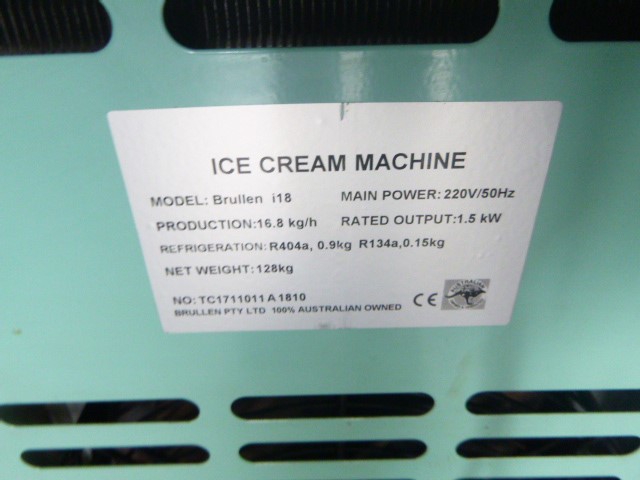 ICE CREAM MACHINE
MODEL: Brullen i18 MAIN POWER: 220V/50Hz
PRODUCTION:16.8 kg/h RATED OUTPUT:1.5 kW
REFRIGERATION: R404a, 0.9kg R134a,0.15kg
NET WEIGHT:128kg
NO: TC1711011 A1810
BRULLEN PTY LTD 100% AUSTRALIAN OWNED
CE